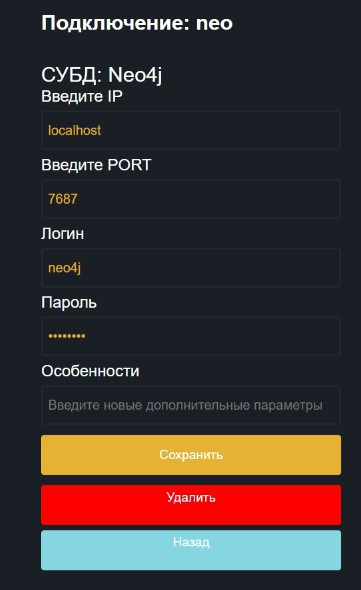 Подключение: neo
СУБД: Neo4j
Введите IP
localhost
Введите PORT
7687
Логин
neo4j
Пароль
••••••••
Особенности
Введите новые дополнительные параметры
Сохранить
Удалить
Назад